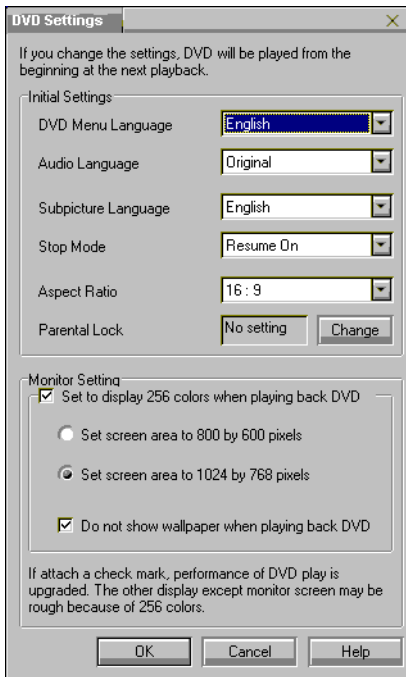 DVD Settings
If you change the settings, DVD will be played from the
beginning at the next playback.
Initial Settings
DVD Menu Language English
Audio Language Original
Subpicture Language English
Stop Mode Resume On
Aspect Ratio 16 : 9
Parental Lock No setting Change
Monitor Setting
Set to display 256 colors when playing back DVD
Set screen area to 800 by 600 pixels
Set screen area to 1024 by 768 pixels
Do not show wallpaper when playing back DVD
If attach a check mark, performance of DVD play is
upgraded. The other display except monitor screen may be
rough because of 256 colors.
OK Cancel Help